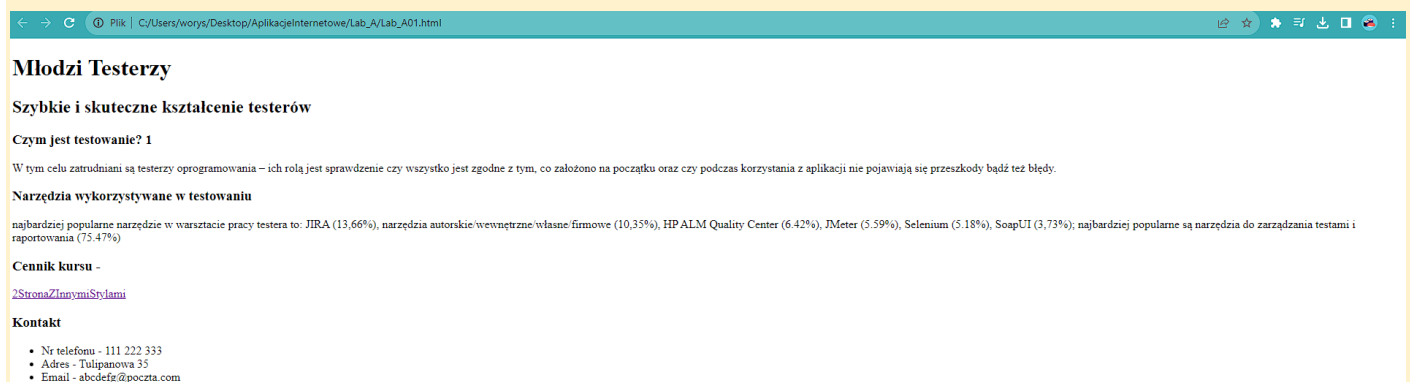 Plik | C:/Users/worys/Desktop/AplikacjeInternetowe/Lab_A/Lab_A01.html
Młodzi Testerzy
Szybkie i skuteczne kształcenie testerów
Czym jest testowanie? 1
W tym celu zatrudniani są testerzy oprogramowania – ich rolą jest sprawdzenie czy wszystko jest zgodne z tym, co założono na początku oraz czy podczas korzystania z aplikacji nie pojawiają się przeszkody bądź też błędy.
Narzędzia wykorzystywane w testowaniu
najbardziej popularne narzędzie w warsztacie pracy testera to: JIRA (13,66%), narzędzia autorskie/wewnętrzne/własne/firmowe (10,35%), HP ALM Quality Center (6.42%), JMeter (5.59%), Selenium (5.18%), SoapUI (3,73%); najbardziej popularne są narzędzia do zarządzania testami i
raportowania (75.47%)
Cennik kursu -
2StronaZInnymiStylami
Kontakt
• Nr telefonu - 111 222 333
• Adres - Tulipanowa 35
• Email - abcdefg@poczta.com